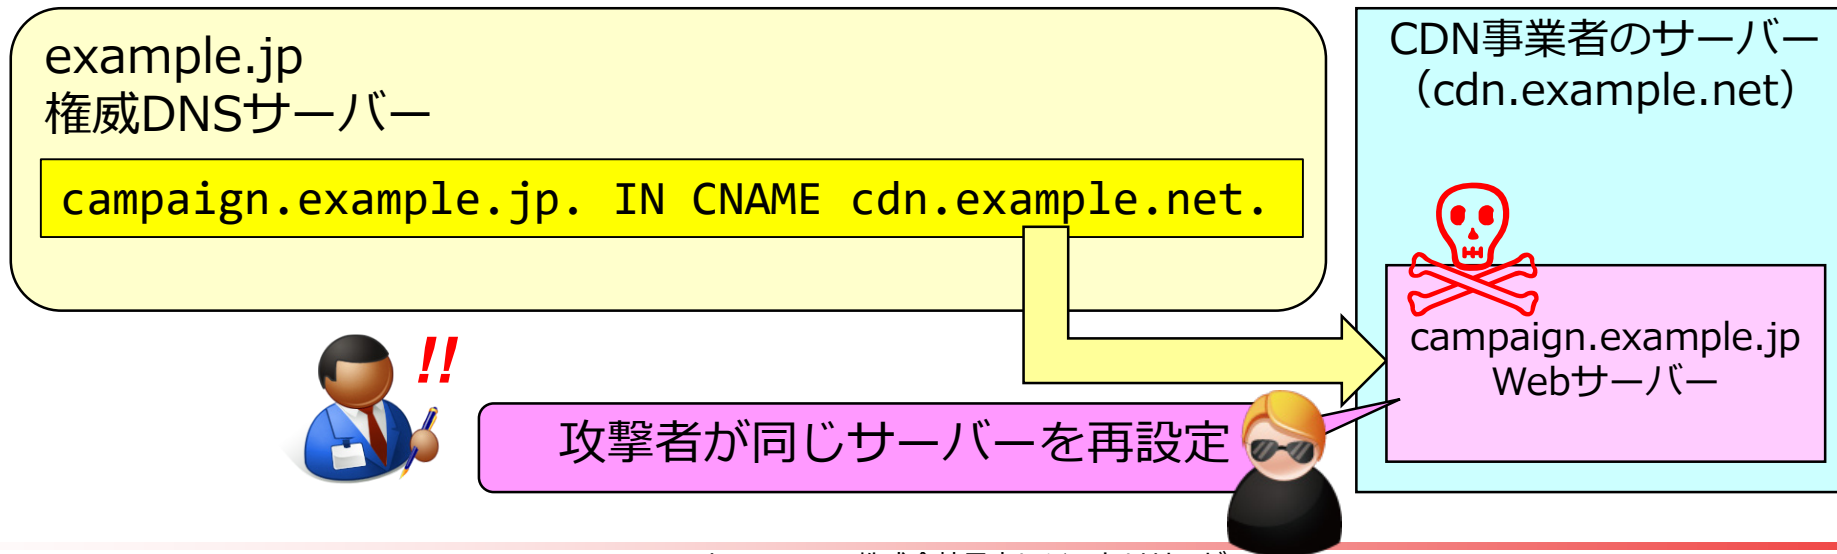 example.jp
権威DNSサーバー
campaign.example.jp. IN CNAME cdn.example.net.
CDN事業者のサーバー
（cdn.example.net）
campaign.example.jp
Webサーバー
!!
攻撃者が同じサーバーを再設定